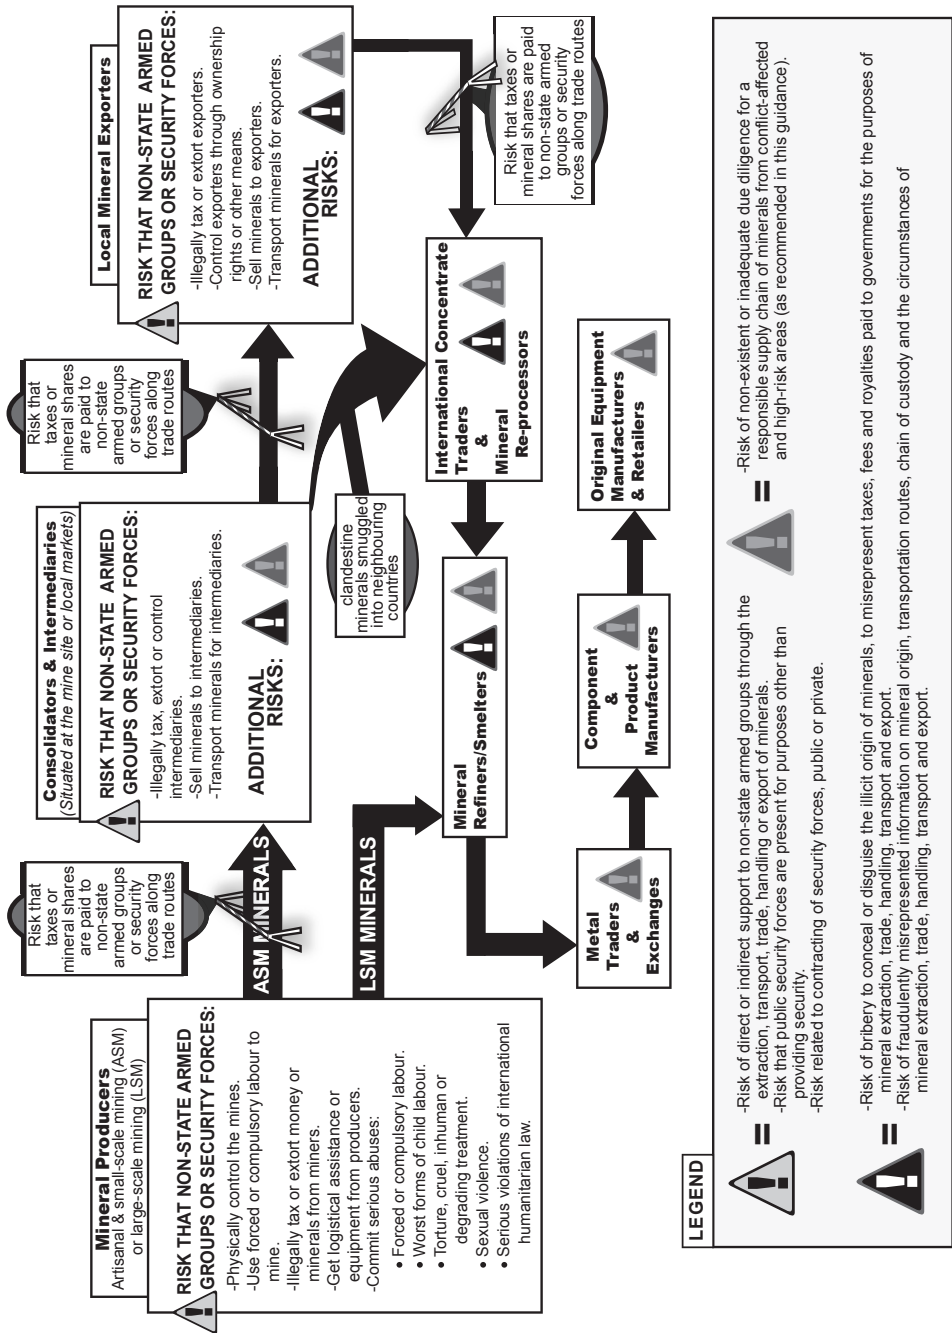 Mineral Producers
Artisanal & small-scale mining (ASM)
or large-scale mining (LSM)
RISK THAT NON-STATE ARMED
GROUPS OR SECURITY FORCES:
-Physically control the mines.
-Use forced or compulsory labour to
mine.
-Illegally tax or extort money or
minerals from miners.
-Get logistical assistance or
equipment from producers.
-Commit serious abuses:
• Forced or compulsory labour.
• Worst forms of child labour.
• Torture, cruel, inhuman or
degrading treatment.
• Sexual violence.
• Serious violations of international
humanitarian law.
Risk that
taxes or
mineral shares
are paid to
non-state
armed groups
or security
forces along
trade routes
ASM MINERALS
LSM MINERALS
Consolidators & Intermediaries
(Situated at the mine site or local markets)
RISK THAT NON-STATE ARMED
GROUPS OR SECURITY FORCES:
-Illegally tax, extort or control
intermediaries.
-Sell minerals to intermediaries.
-Transport minerals for intermediaries.
ADDITIONAL
RISKS:
Risk that
taxes or
mineral shares
are paid to
non-state
armed groups
or security
forces along
trade routes
clandestine
minerals smuggled
into neighbouring
countries
Local Mineral Exporters
RISK THAT NON-STATE ARMED
GROUPS OR SECURITY FORCES:
-Illegally tax or extort exporters.
-Control exporters through ownership
rights or other means.
-Sell minerals to exporters.
-Transport minerals for exporters.
ADDITIONAL
RISKS:
Risk that taxes or
mineral shares are paid
to non-state armed
groups or security
forces along trade routes
International Concentrate
Traders
&
Mineral
Re-processors
Mineral
Refiners/Smelters
Metal
Traders
&
Exchanges
Component
&
Product
Manufacturers
Original Equipment
Manufacturers
& Retailers
LEGEND
=
-Risk of direct or indirect support to non-state armed groups through the
extraction, transport, trade, handling or export of minerals.
-Risk that public security forces are present for purposes other than
providing security.
-Risk related to contracting of security forces, public or private.
=
-Risk of non-existent or inadequate due diligence for a
responsible supply chain of minerals from conflict-affected
and high-risk areas (as recommended in this guidance).
=
-Risk of bribery to conceal or disguise the illicit origin of minerals, to misrepresent taxes, fees and royalties paid to governments for the purposes of
mineral extraction, trade, handling, transport and export.
-Risk of fraudulently misrepresented information on mineral origin, transportation routes, chain of custody and the circumstances of
mineral extraction, trade, handling, transport and export.